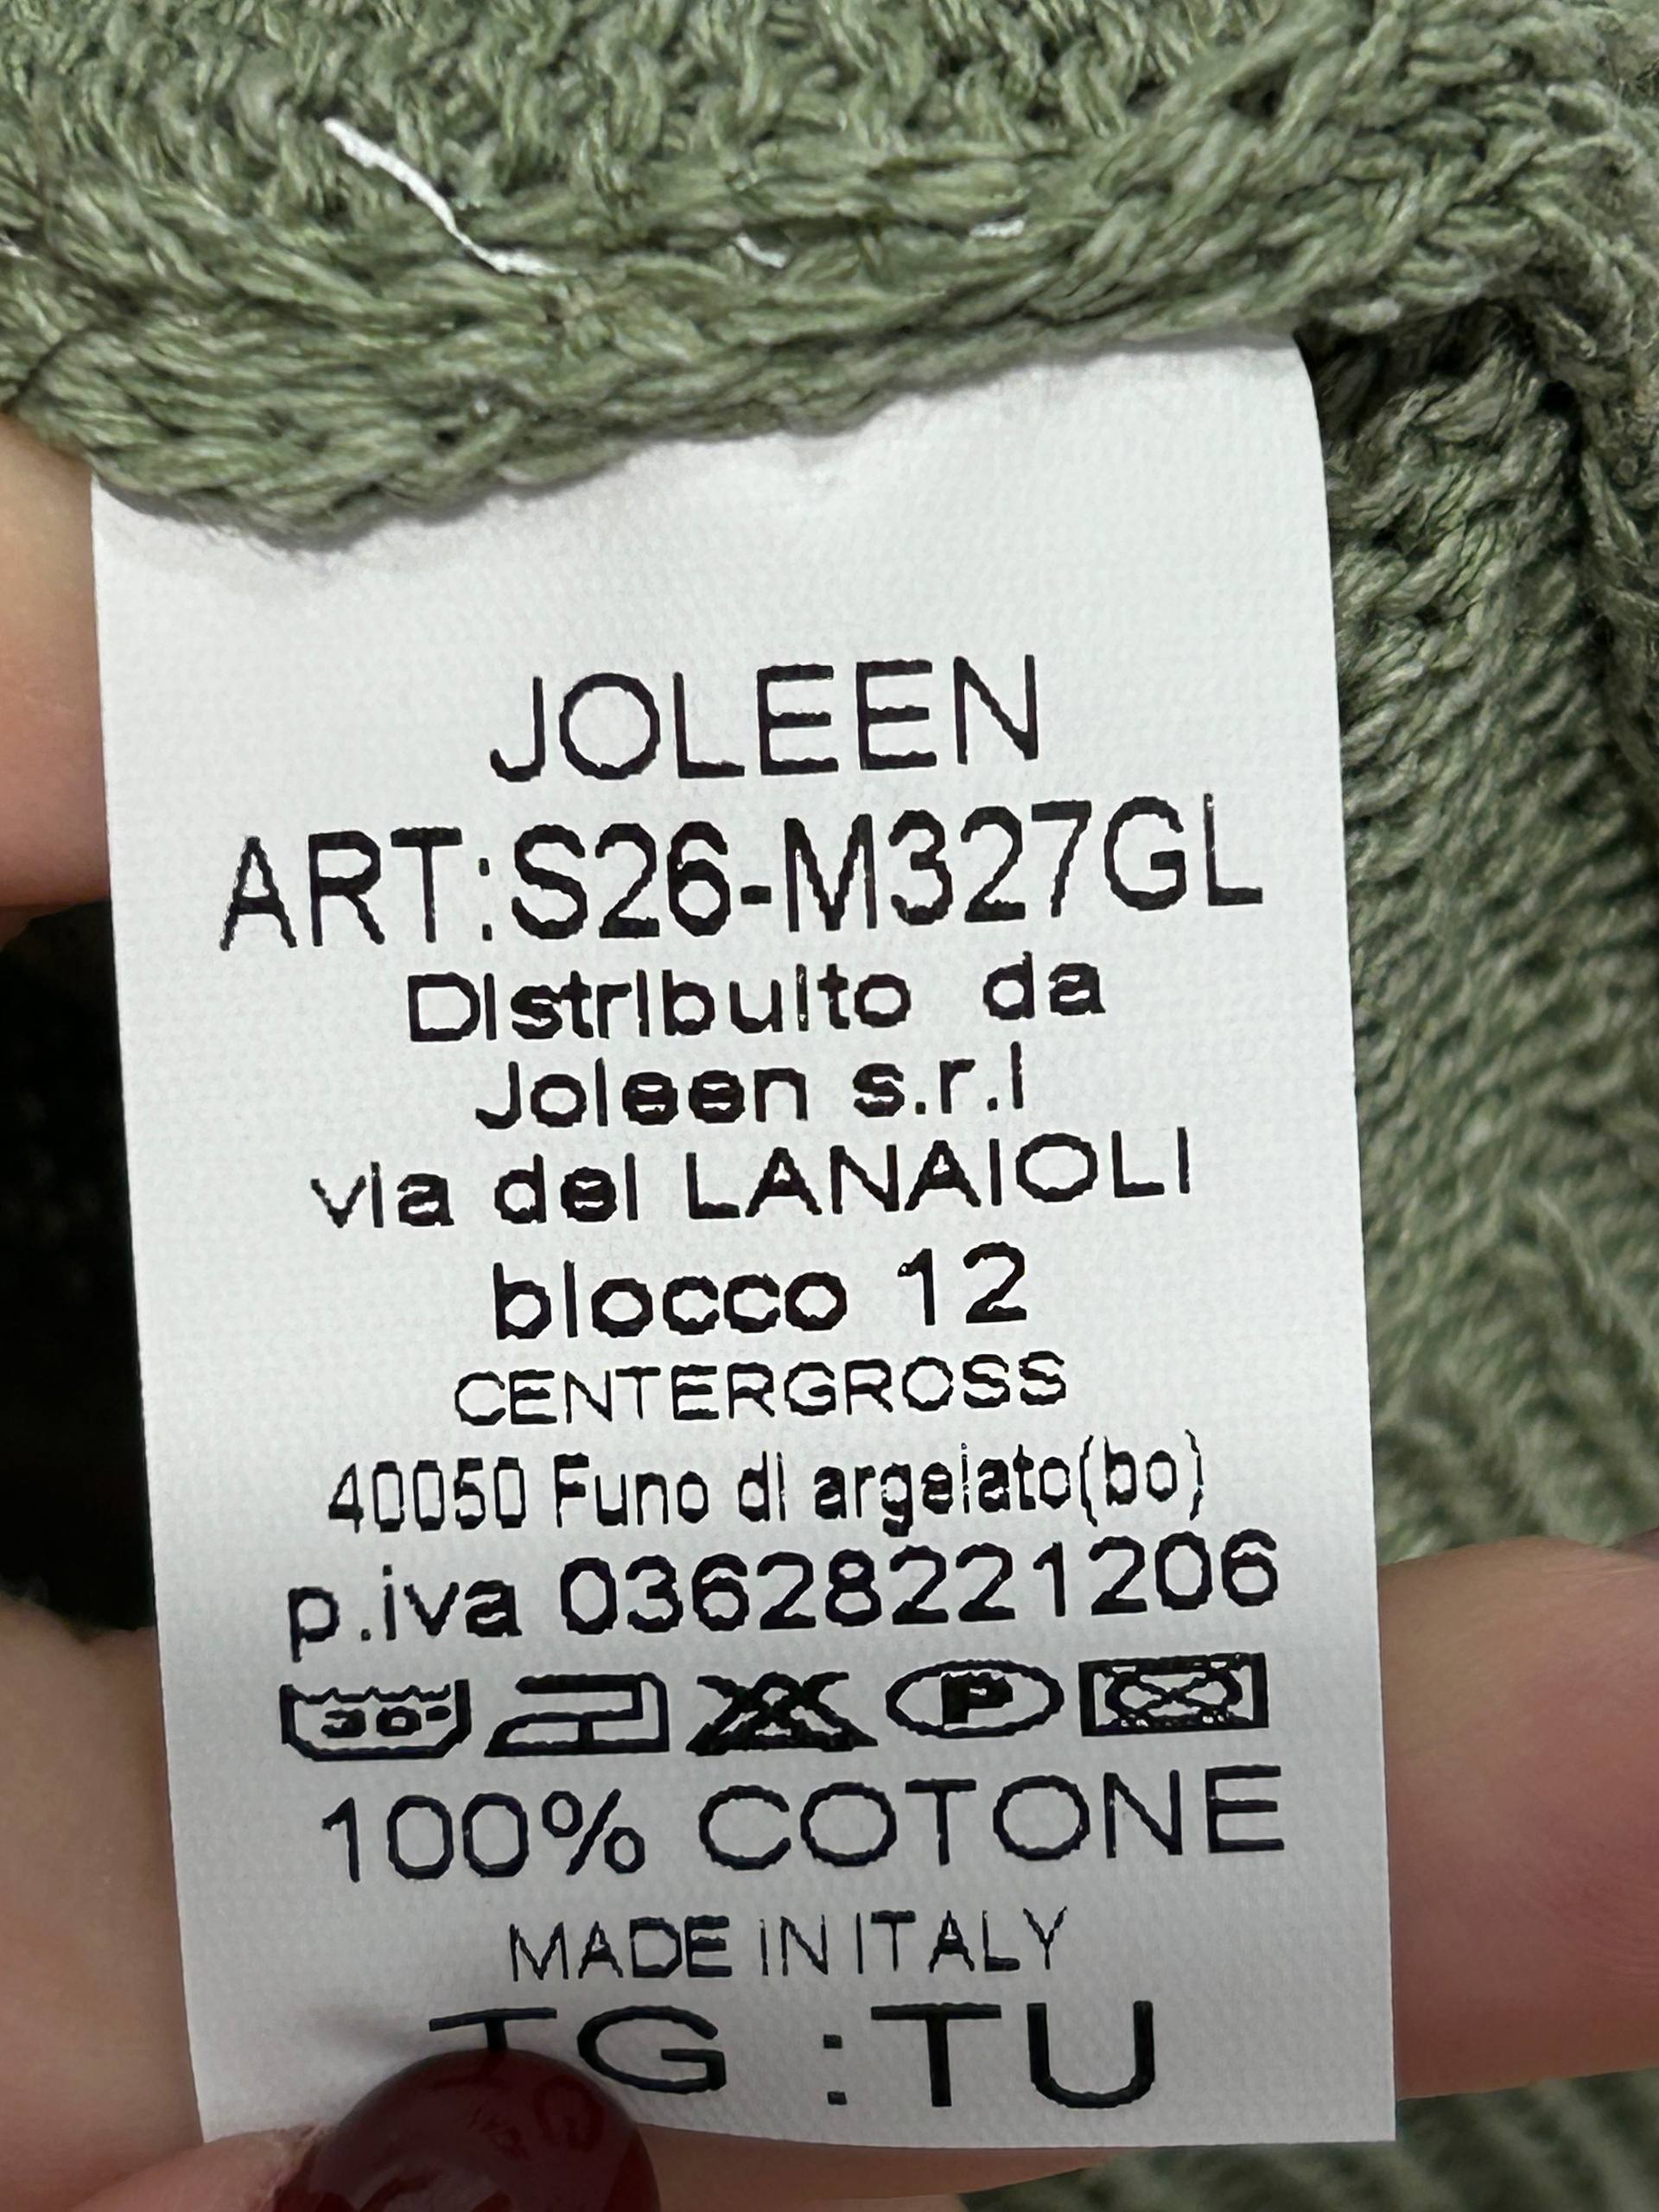 JOLEEN
ART:S26-M327GL
Distribuito da
Joleen s.r.l
via dei LANAIOLI
blocco 12
CENTERGROSS
40050 Funo di argelato(bo)
p.iva 03628221206
30° P
100% COTONE
MADE IN ITALY
TG :TU